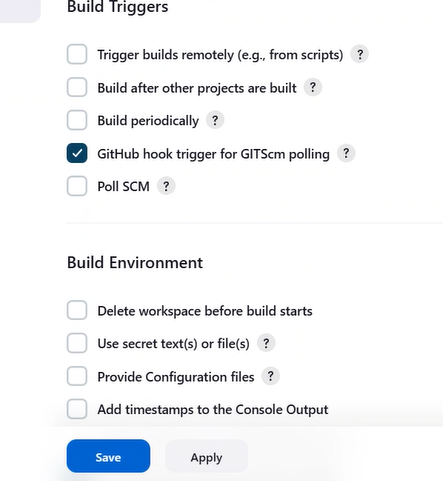 Build Triggers
Trigger builds remotely (e.g., from scripts) ?
Build after other projects are built ?
Build periodically ?
GitHub hook trigger for GITScm polling ?
Poll SCM ?
Build Environment
Delete workspace before build starts
Use secret text(s) or file(s) ?
Provide Configuration files ?
Add timestamps to the Console Output
Save Apply